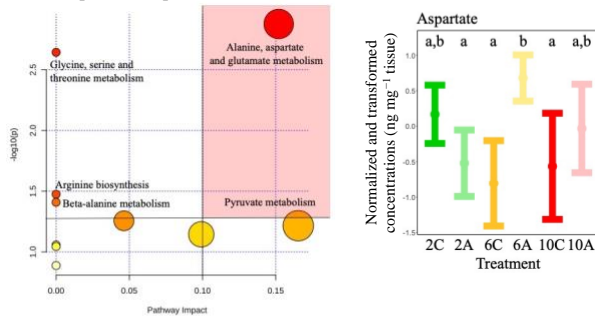 Glycine, serine and
threonine metabolism
Alanine, aspartate
and glutamate metabolism
Arginine biosynthesis
Beta-alanine metabolism
Pyruvate metabolism
-log10(p)
2.5
2.0
1.5
1.0
0.00
0.05
0.10
0.15
Pathway Impact
Aspartate
a,b
a
a
b
a
a,b
Normalized and transformed
concentrations (ng mg⁻¹ tissue)
1.0
0.5
0.0
-0.5
-1.0
-1.5
2C 2A 6C 6A 10C 10A
Treatment